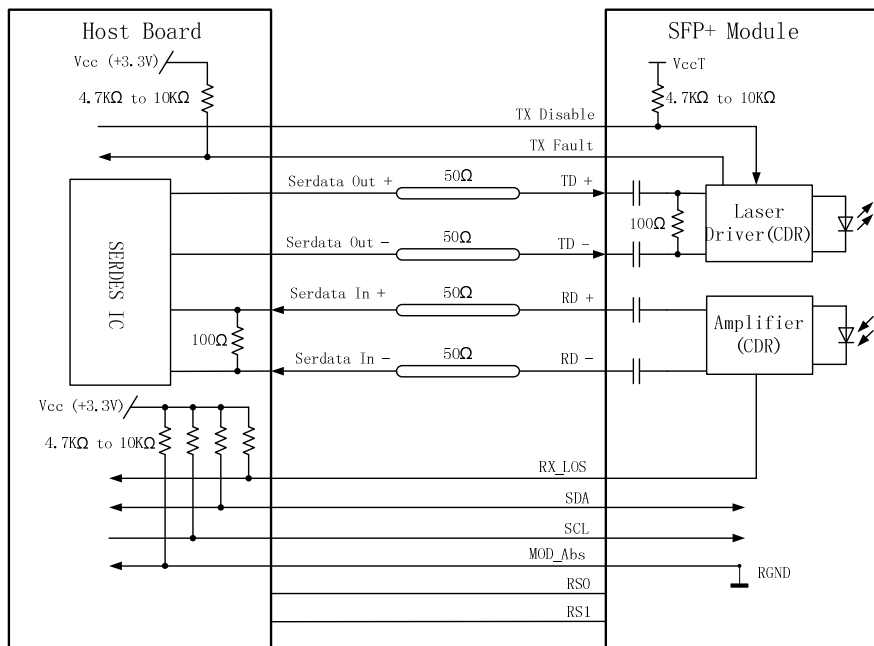 Host Board
SFP+ Module
Vcc (+3.3V)
VccT
4.7KΩ to 10KΩ
4.7KΩ to 10KΩ
TX Disable
TX Fault
Serdata Out +
50Ω
TD +
100Ω
Laser
Driver(CDR)
Serdata Out −
50Ω
TD −
SERDES IC
Serdata In +
50Ω
RD +
100Ω
Amplifier
(CDR)
Serdata In −
50Ω
RD −
Vcc (+3.3V)
4.7KΩ to 10KΩ
RX_LOS
SDA
SCL
MOD_Abs
RGND
RS0
RS1